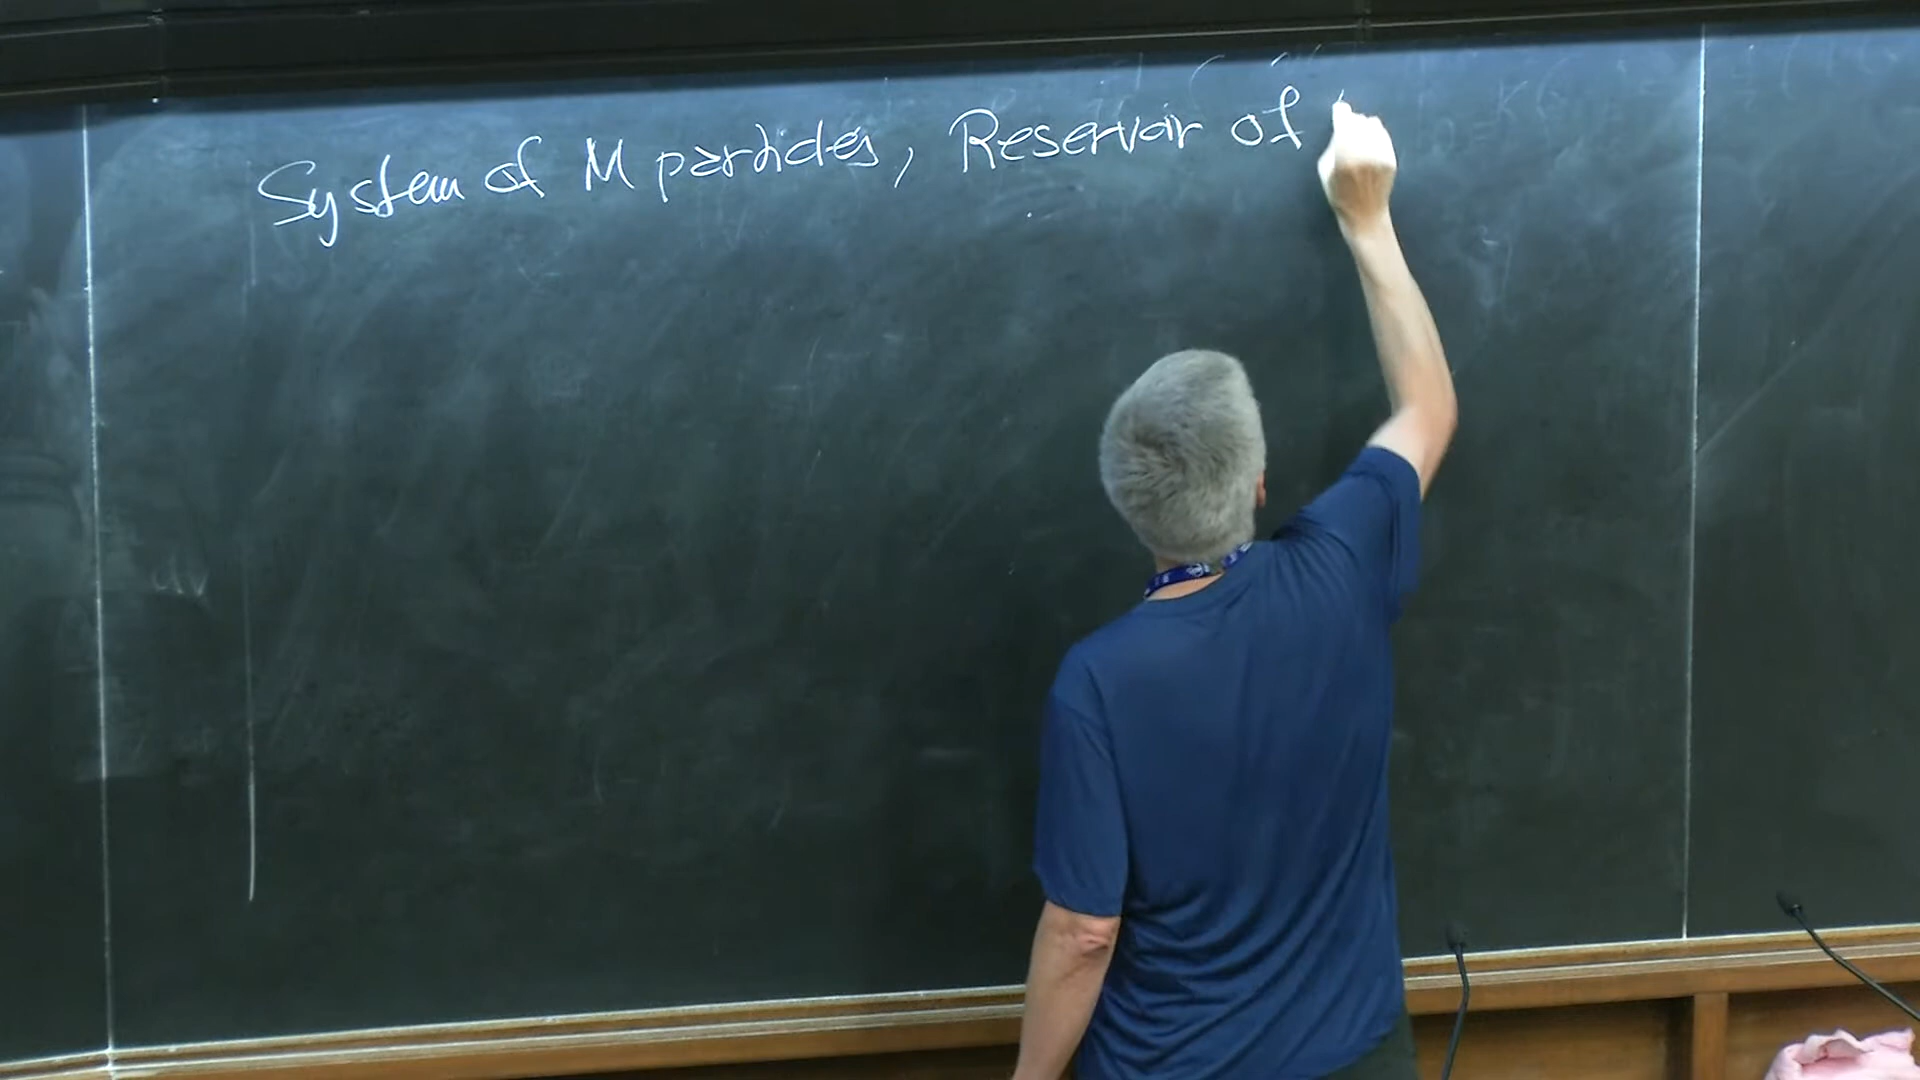 System of M particles, Reservoir of